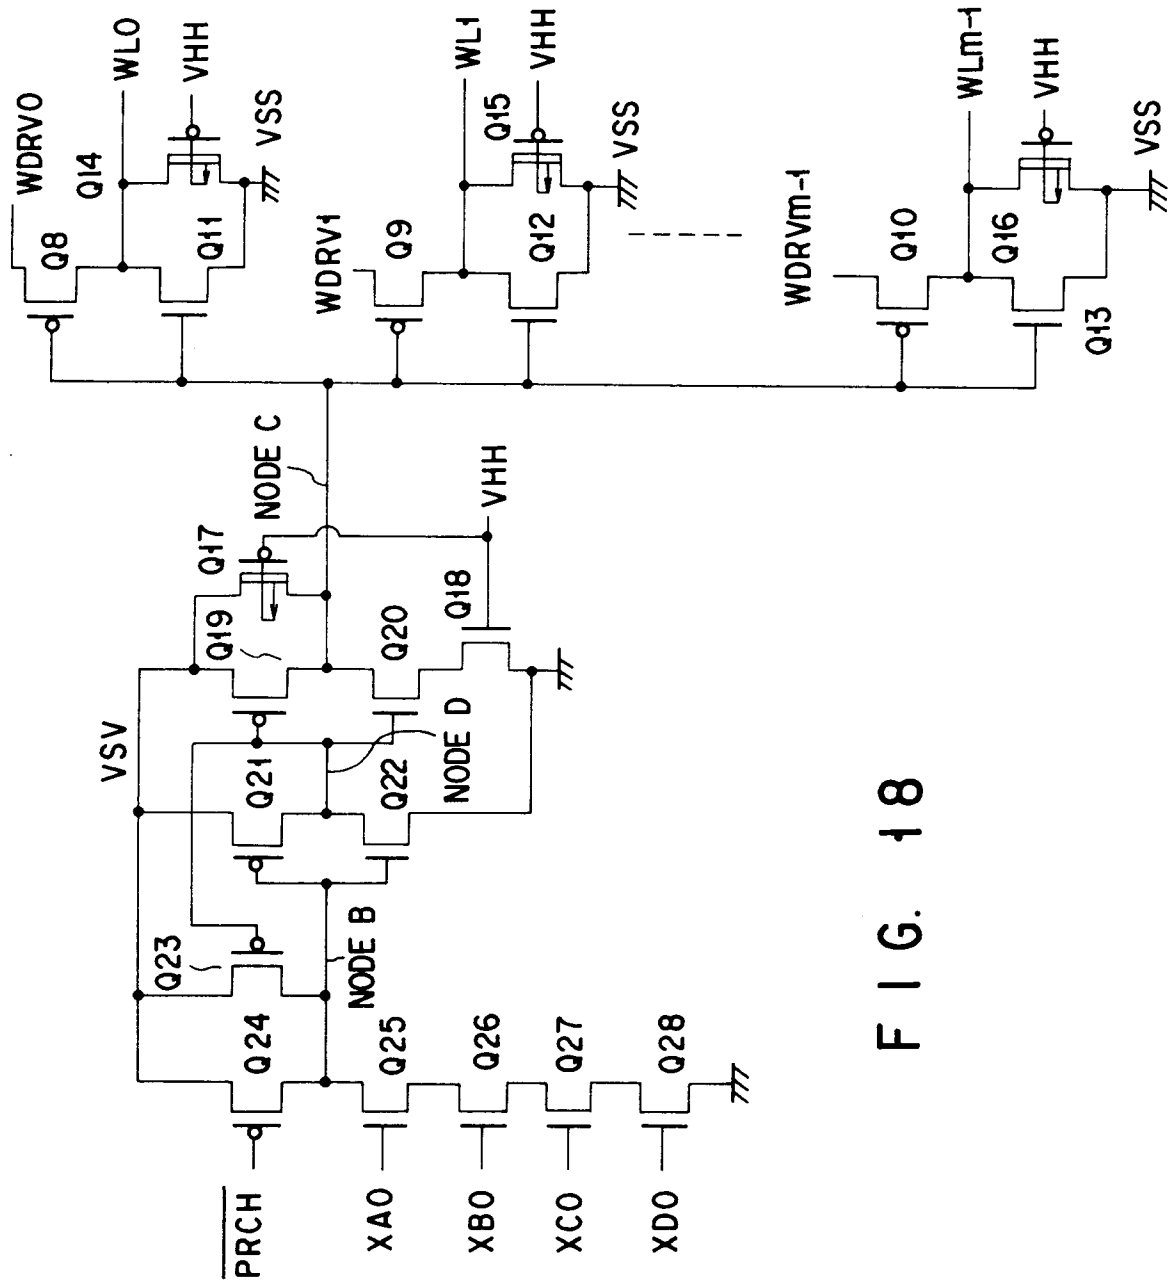 WDRV0
Q8
Q14
WL0
VHH
Q11
VSS
WDRV1
Q9
WL1
Q15
VHH
Q12
VSS
WDRVm-1
Q10
WLm-1
Q16
VHH
Q13
VSS
VSV
Q17
NODE C
Q19
Q20
Q18
VHH
Q21
Q22
NODE D
Q23
NODE B
Q24
Q25
Q26
Q27
Q28
PRCH
XA0
XB0
XC0
XD0
FIG. 18